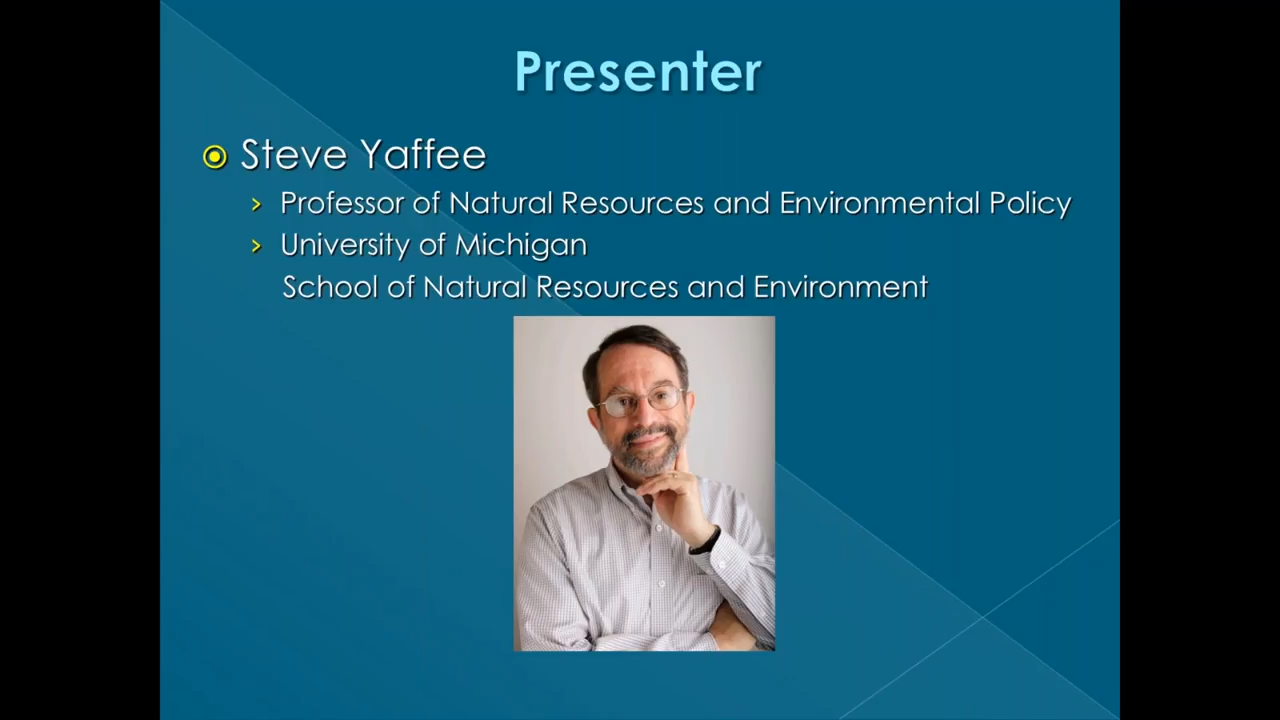 Presenter
Steve Yaffee
Professor of Natural Resources and Environmental Policy
University of Michigan
School of Natural Resources and Environment